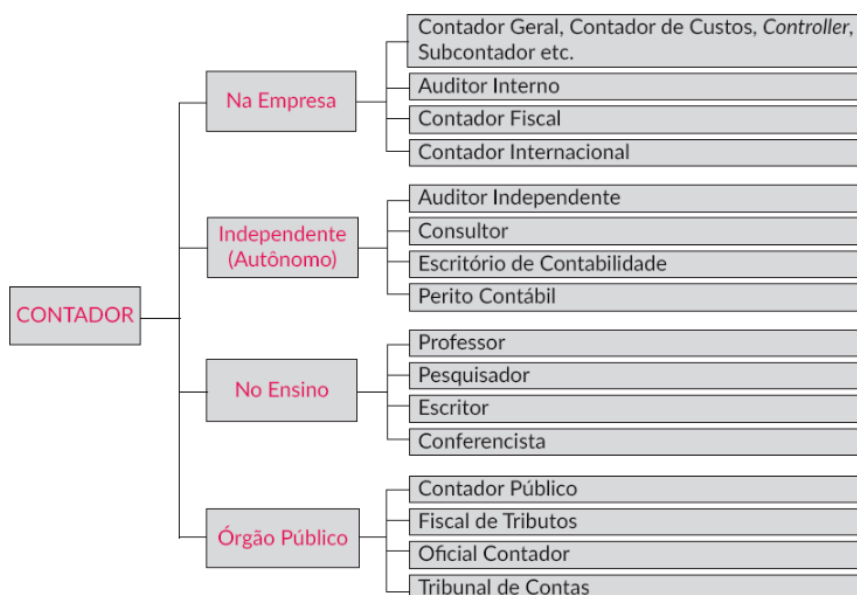 CONTADOR
Na Empresa
Contador Geral, Contador de Custos, Controller,
Subcontador etc.
Auditor Interno
Contador Fiscal
Contador Internacional
Independente
(Autônomo)
Auditor Independente
Consultor
Escritório de Contabilidade
Perito Contábil
No Ensino
Professor
Pesquisador
Escritor
Conferencista
Órgão Público
Contador Público
Fiscal de Tributos
Oficial Contador
Tribunal de Contas